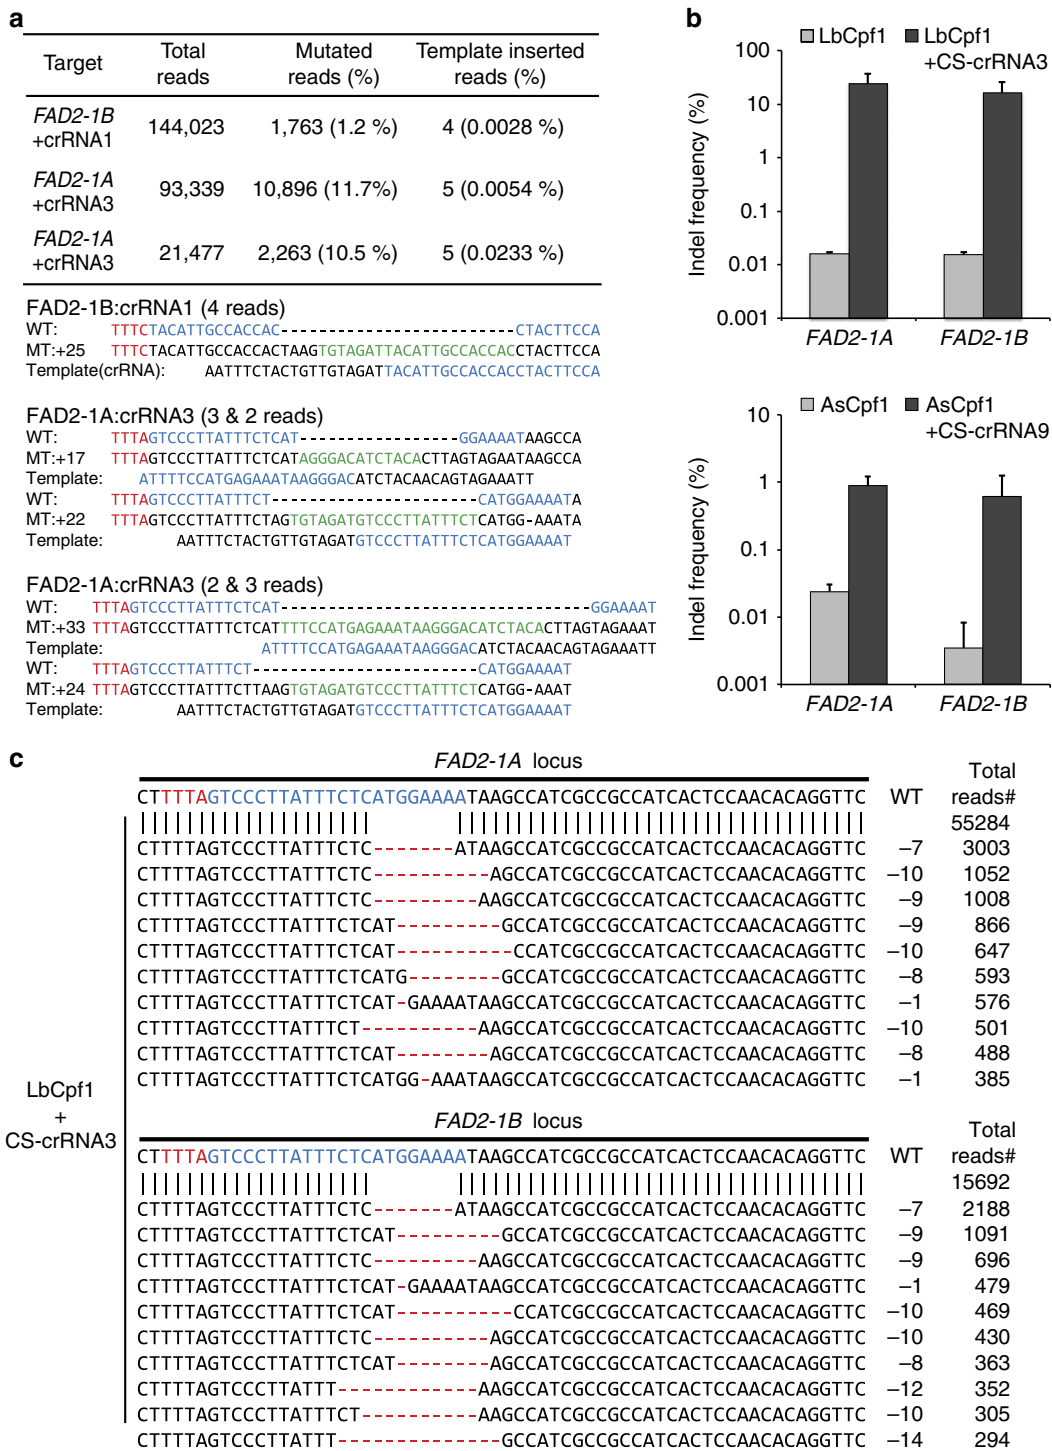 a
Target Total reads Mutated reads (%) Template inserted reads (%)
FAD2-1B +crRNA1 144,023 1,763 (1.2 %) 4 (0.0028 %)
FAD2-1A +crRNA3 93,339 10,896 (11.7%) 5 (0.0054 %)
FAD2-1A +crRNA3 21,477 2,263 (10.5 %) 5 (0.0233 %)
FAD2-1B:crRNA1 (4 reads)
WT: TTTCTACATTGCCACCAC--------------------CTACTTCCA
MT:+25 TTTCTACATTGCCACCACTAAGTGTAGATTACATTGCCACCACCTACTTCCA
Template(crRNA): AATTTCTACTGTTGTAGATTACATTGCCACCACCTACTTCCA
FAD2-1A:crRNA3 (3 & 2 reads)
WT: TTTAGTCCCTTATTTCTCAT-----------------GGAAAATAAGCCA
MT:+17 TTTAGTCCCTTATTTCTCATAGGGACATCTACACTTAGTAGAATAAGCCA
Template: ATTTTCCATGAGAAATAAGGGACATCTACAACAGTAGAAATT
WT: TTTAGTCCCTTATTTCT----------------------CATGGAAAATA
MT:+22 TTTAGTCCCTTATTTCTAGTGTAGATGTCCCTTATTTCTCATGG-AAATA
Template: AATTTCTACTGTTGTAGATGTCCCTTATTTCTCATGGAAAAT
FAD2-1A:crRNA3 (2 & 3 reads)
WT: TTTAGTCCCTTATTTCTCAT---------------------------------GGAAAAT
MT:+33 TTTAGTCCCTTATTTCTCATTTTCCATGAGAAATAAGGGACATCTACACTTAGTAGAAAT
Template: ATTTTCCATGAGAAATAAGGGACATCTACAACAGTAGAAATT
WT: TTTAGTCCCTTATTTCT------------------------CATGGAAAAT
MT:+24 TTTAGTCCCTTATTTCTTAAGTGTAGATGTCCCTTATTTCTCATGG-AAAT
Template: AATTTCTACTGTTGTAGATGTCCCTTATTTCTCATGGAAAAT
b
LbCpf1 LbCpf1 +CS-crRNA3
Indel frequency (%)
100
10
1
0.1
0.01
0.001
FAD2-1A FAD2-1B
AsCpf1 AsCpf1 +CS-crRNA9
Indel frequency (%)
10
1
0.1
0.01
0.001
FAD2-1A FAD2-1B
c
LbCpf1 + CS-crRNA3
FAD2-1A locus
Total reads#
CTTTTAGTCCCTTATTTCTCATGGAAAATAAGCCATCGCCGCCATCACTCCAACACAGGTTC WT 55284
CTTTTAGTCCCTTATTTCTC-------ATAAGCCATCGCCGCCATCACTCCAACACAGGTTC –7 3003
CTTTTAGTCCCTTATTTCTC----------AGCCATCGCCGCCATCACTCCAACACAGGTTC –10 1052
CTTTTAGTCCCTTATTTCTC---------AAGCCATCGCCGCCATCACTCCAACACAGGTTC –9 1008
CTTTTAGTCCCTTATTTCTCAT---------GCCATCGCCGCCATCACTCCAACACAGGTTC –9 866
CTTTTAGTCCCTTATTTCTCAT----------CCATCGCCGCCATCACTCCAACACAGGTTC –10 647
CTTTTAGTCCCTTATTTCTCATG--------GCCATCGCCGCCATCACTCCAACACAGGTTC –8 593
CTTTTAGTCCCTTATTTCTCAT-GAAAATAAGCCATCGCCGCCATCACTCCAACACAGGTTC –1 576
CTTTTAGTCCCTTATTTCT----------AAGCCATCGCCGCCATCACTCCAACACAGGTTC –10 501
CTTTTAGTCCCTTATTTCTCAT--------AGCCATCGCCGCCATCACTCCAACACAGGTTC –8 488
CTTTTAGTCCCTTATTTCTCATGG-AAATAAGCCATCGCCGCCATCACTCCAACACAGGTTC –1 385
FAD2-1B locus
Total reads#
CTTTTAGTCCCTTATTTCTCATGGAAAATAAGCCATCGCCGCCATCACTCCAACACAGGTTC WT 15692
CTTTTAGTCCCTTATTTCTC-------ATAAGCCATCGCCGCCATCACTCCAACACAGGTTC –7 2188
CTTTTAGTCCCTTATTTCTCAT---------GCCATCGCCGCCATCACTCCAACACAGGTTC –9 1091
CTTTTAGTCCCTTATTTCTC---------AAGCCATCGCCGCCATCACTCCAACACAGGTTC –9 696
CTTTTAGTCCCTTATTTCTCAT-GAAAATAAGCCATCGCCGCCATCACTCCAACACAGGTTC –1 479
CTTTTAGTCCCTTATTTCTCAT----------CCATCGCCGCCATCACTCCAACACAGGTTC –10 469
CTTTTAGTCCCTTATTTCTC----------AGCCATCGCCGCCATCACTCCAACACAGGTTC –10 430
CTTTTAGTCCCTTATTTCTCAT--------AGCCATCGCCGCCATCACTCCAACACAGGTTC –8 363
CTTTTAGTCCCTTATTT------------AAGCCATCGCCGCCATCACTCCAACACAGGTTC –12 352
CTTTTAGTCCCTTATTTCT----------AAGCCATCGCCGCCATCACTCCAACACAGGTTC –10 305
CTTTTAGTCCCTTATTT--------------GCCATCGCCGCCATCACTCCAACACAGGTTC –14 294